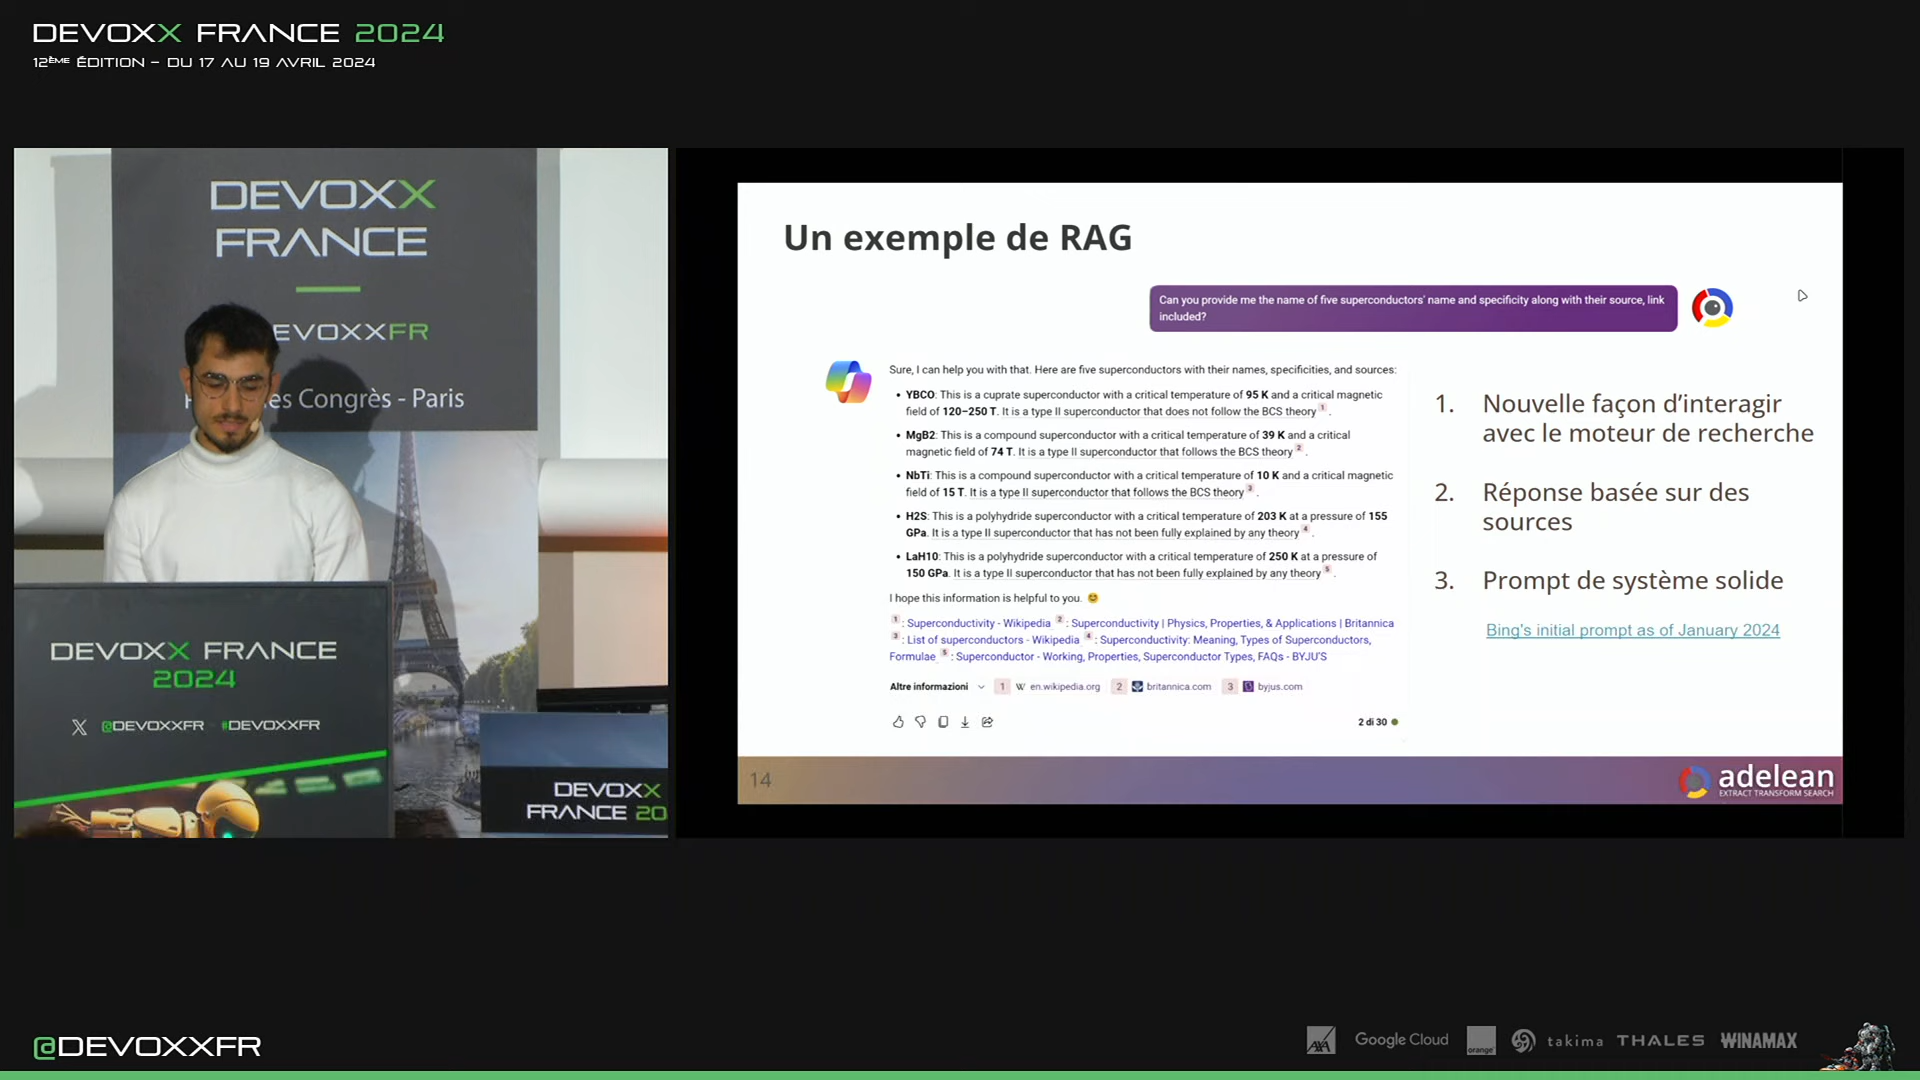 DEVOXX FRANCE 2024
12ÈME ÉDITION – DU 17 AU 19 AVRIL 2024
DEVOXX
FRANCE
EVOXXFR
es Congrès - Paris
DEVOXX FRANCE
2024
@DEVOXXFR #DEVOXXFR
DEVOXX
FRANCE 20
Un exemple de RAG
Can you provide me the name of five superconductors' name and specificity along with their source, link
included?
Sure, I can help you with that. Here are five superconductors with their names, specificities, and sources:
• YBCO: This is a cuprate superconductor with a critical temperature of 95 K and a critical magnetic
field of 120–250 T. It is a type II superconductor that does not follow the BCS theory 1 .
• MgB2: This is a compound superconductor with a critical temperature of 39 K and a critical
magnetic field of 74 T. It is a type II superconductor that follows the BCS theory 2 .
• NbTi: This is a compound superconductor with a critical temperature of 10 K and a critical magnetic
field of 15 T. It is a type II superconductor that follows the BCS theory 3 .
• H2S: This is a polyhydride superconductor with a critical temperature of 203 K at a pressure of 155
GPa. It is a type II superconductor that has not been fully explained by any theory 4 .
• LaH10: This is a polyhydride superconductor with a critical temperature of 250 K at a pressure of
150 GPa. It is a type II superconductor that has not been fully explained by any theory 5 .
I hope this information is helpful to you. 😊
1 : Superconductivity - Wikipedia 2 : Superconductivity | Physics, Properties, & Applications | Britannica
3 : List of superconductors - Wikipedia 4 : Superconductivity: Meaning, Types of Superconductors,
Formulae 5 : Superconductor - Working, Properties, Superconductor Types, FAQs - BYJU'S
Altre informazioni 1 W en.wikipedia.org 2 britannica.com 3 byjus.com
2 di 30
1. Nouvelle façon d'interagir
avec le moteur de recherche
2. Réponse basée sur des
sources
3. Prompt de système solide
Bing's initial prompt as of January 2024
14
adelean
EXTRACT TRANSFORM SEARCH
@DEVOXXFR
AXA Google Cloud orange takima THALES WINAMAX